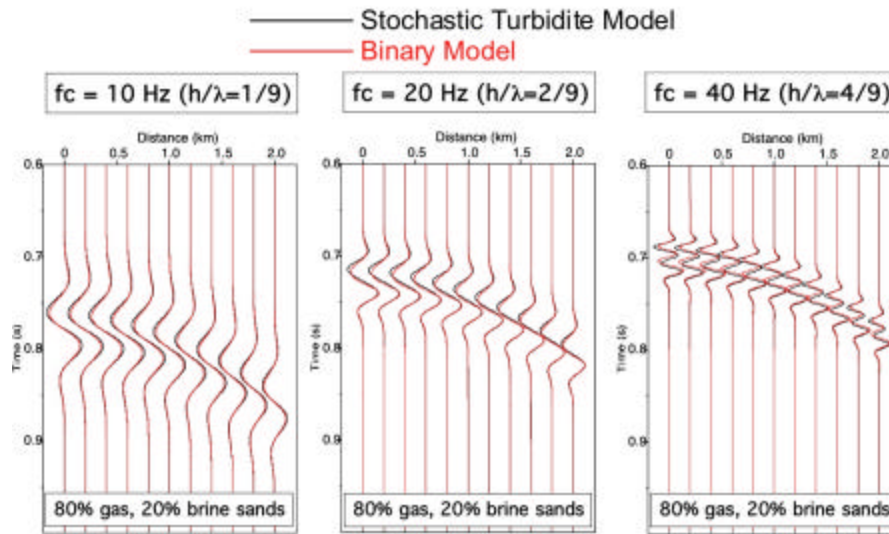 Stochastic Turbidite Model
Binary Model
fc = 10 Hz (h/λ=1/9)
fc = 20 Hz (h/λ=2/9)
fc = 40 Hz (h/λ=4/9)
Distance (km)
Distance (km)
Distance (km)
0 0.5 1.0 1.5 2.0
0 0.5 1.0 1.5 2.0
0 0.5 1.0 1.5 2.0
0.6
0.7
0.8
0.9
Time (s)
0.6
0.7
0.8
0.9
Time (s)
0.6
0.7
0.8
0.9
Time (s)
80% gas, 20% brine sands
80% gas, 20% brine sands
80% gas, 20% brine sands